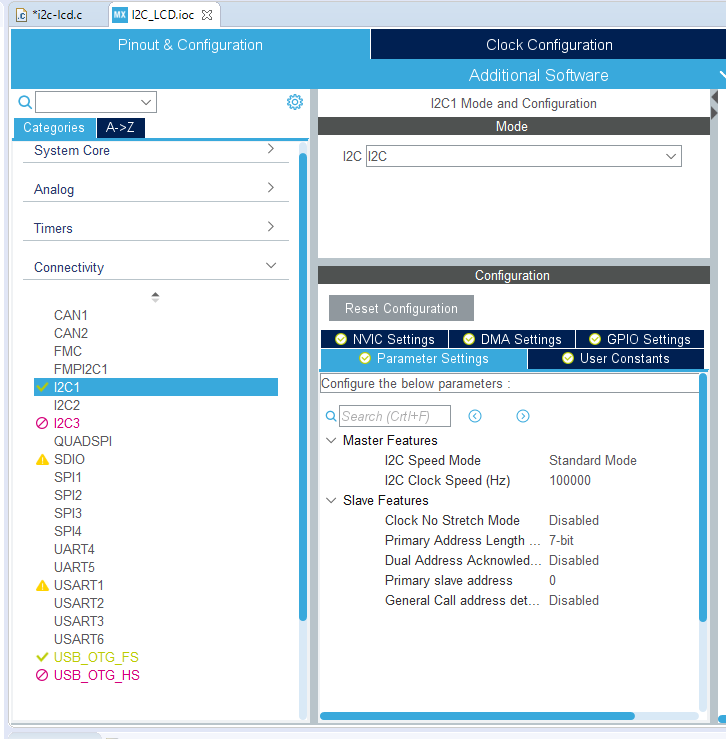 *i2c-lcd.c
MX I2C_LCD.ioc
Pinout & Configuration
Clock Configuration
Additional Software
Categories
A->Z
System Core
Analog
Timers
Connectivity
CAN1
CAN2
FMC
FMPI2C1
I2C1
I2C2
I2C3
QUADSPI
SDIO
SPI1
SPI2
SPI3
SPI4
UART4
UART5
USART1
USART2
USART3
USART6
USB_OTG_FS
USB_OTG_HS
I2C1 Mode and Configuration
Mode
I2C I2C
Configuration
Reset Configuration
NVIC Settings
DMA Settings
GPIO Settings
Parameter Settings
User Constants
Configure the below parameters :
Search (CrtI+F)
Master Features
I2C Speed Mode Standard Mode
I2C Clock Speed (Hz) 100000
Slave Features
Clock No Stretch Mode Disabled
Primary Address Length ... 7-bit
Dual Address Acknowled... Disabled
Primary slave address 0
General Call address det... Disabled